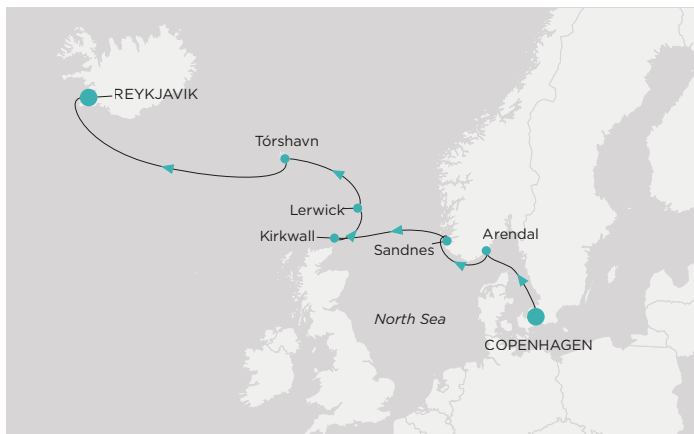 REYKJAVIK
Tórshavn
Lerwick
Kirkwall
Arendal
Sandnes
North Sea
COPENHAGEN